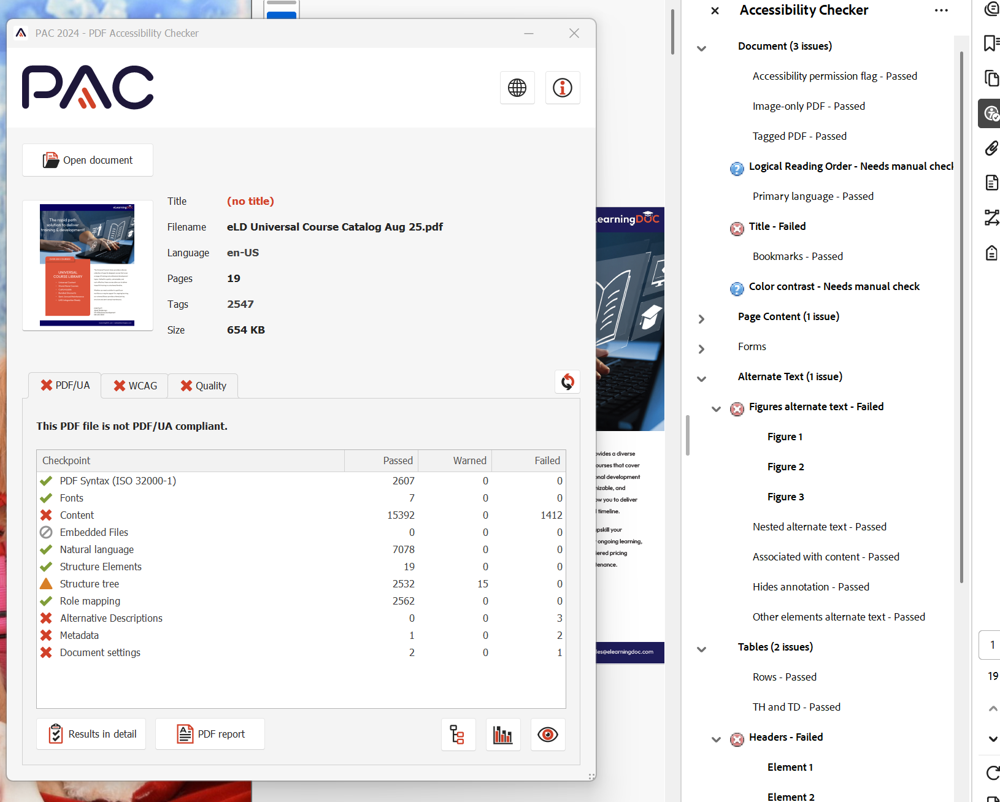 PAC 2024 - PDF Accessibility Checker
PAC
Open document
eLearningDOC
The rapid path
solution to deliver
training & development!
OVER 200 COURSES
UNIVERSAL
COURSE LIBRARY
Title (no title)
Filename eLD Universal Course Catalog Aug 25.pdf
Language en-US
Pages 19
Tags 2547
Size 654 KB
PDF/UA WCAG Quality
This PDF file is not PDF/UA compliant.
Checkpoint Passed Warned Failed
PDF Syntax (ISO 32000-1) 2607 0 0
Fonts 7 0 0
Content 15392 0 1412
Embedded Files 0 0 0
Natural language 7078 0 0
Structure Elements 19 0 0
Structure tree 2532 15 0
Role mapping 2562 0 0
Alternative Descriptions 0 0 3
Metadata 1 0 2
Document settings 2 0 1
Results in detail PDF report
LearningDOC
ovides a diverse
ourses that cover
onal development
nizable, and
ow you to deliver
timeline.
upskill your
ongoing learning,
ered pricing
tenance.
les@elearningdoc.com
Accessibility Checker
Document (3 issues)
Accessibility permission flag - Passed
Image-only PDF - Passed
Tagged PDF - Passed
Logical Reading Order - Needs manual check
Primary language - Passed
Title - Failed
Bookmarks - Passed
Color contrast - Needs manual check
Page Content (1 issue)
Forms
Alternate Text (1 issue)
Figures alternate text - Failed
Figure 1
Figure 2
Figure 3
Nested alternate text - Passed
Associated with content - Passed
Hides annotation - Passed
Other elements alternate text - Passed
Tables (2 issues)
Rows - Passed
TH and TD - Passed
Headers - Failed
Element 1
Element 2
1
19